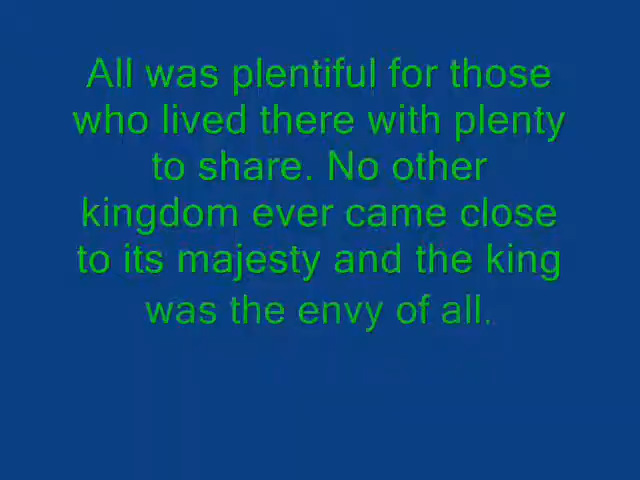 All was plentiful for those
who lived there with plenty
to share. No other
kingdom ever came close
to its majesty and the king
was the envy of all.